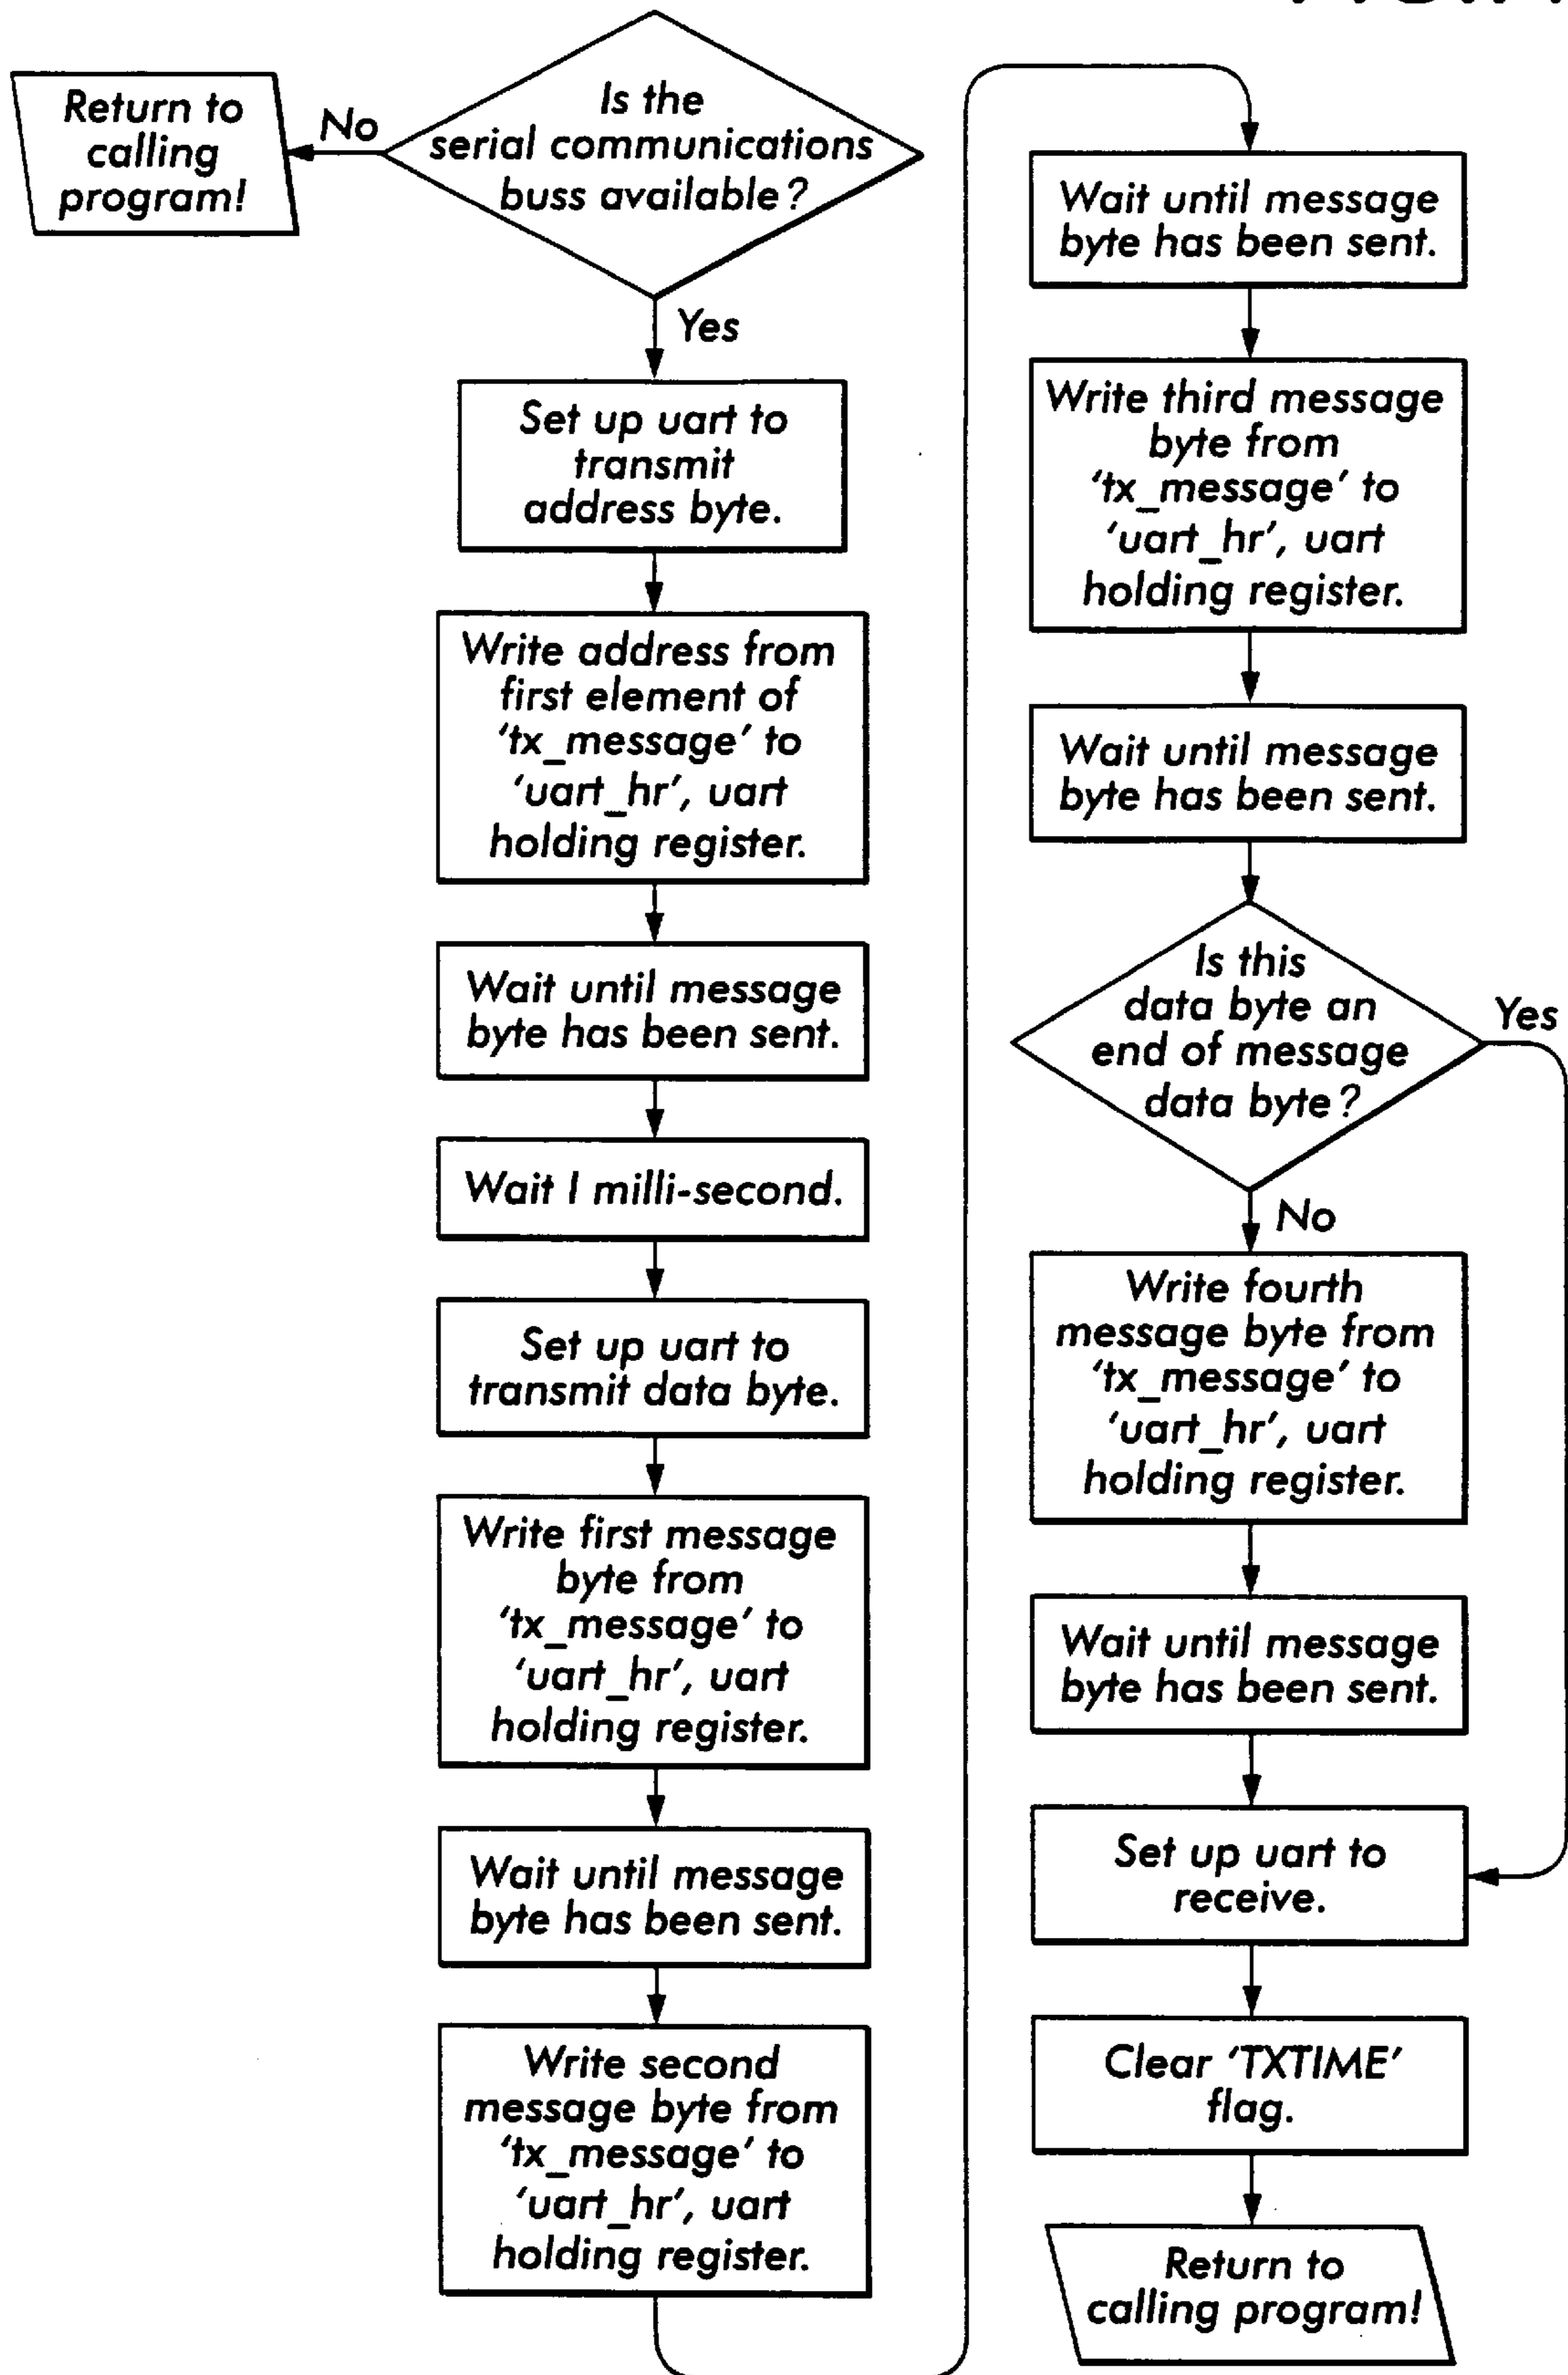 Return to
calling
program!
No
Is the
serial communications
buss available?
Yes
Set up uart to
transmit
address byte.
Write address from
first element of
'tx_message' to
'uart_hr', uart
holding register.
Wait until message
byte has been sent.
Wait 1 milli-second.
Set up uart to
transmit data byte.
Write first message
byte from
'tx_message' to
'uart_hr', uart
holding register.
Wait until message
byte has been sent.
Write second
message byte from
'tx_message' to
'uart_hr', uart
holding register.
Wait until message
byte has been sent.
Write third message
byte from
'tx_message' to
'uart_hr', uart
holding register.
Wait until message
byte has been sent.
Is this
data byte an
end of message
data byte?
Yes
No
Write fourth
message byte from
'tx_message' to
'uart_hr', uart
holding register.
Wait until message
byte has been sent.
Set up uart to
receive.
Clear 'TXTIME'
flag.
Return to
calling program!